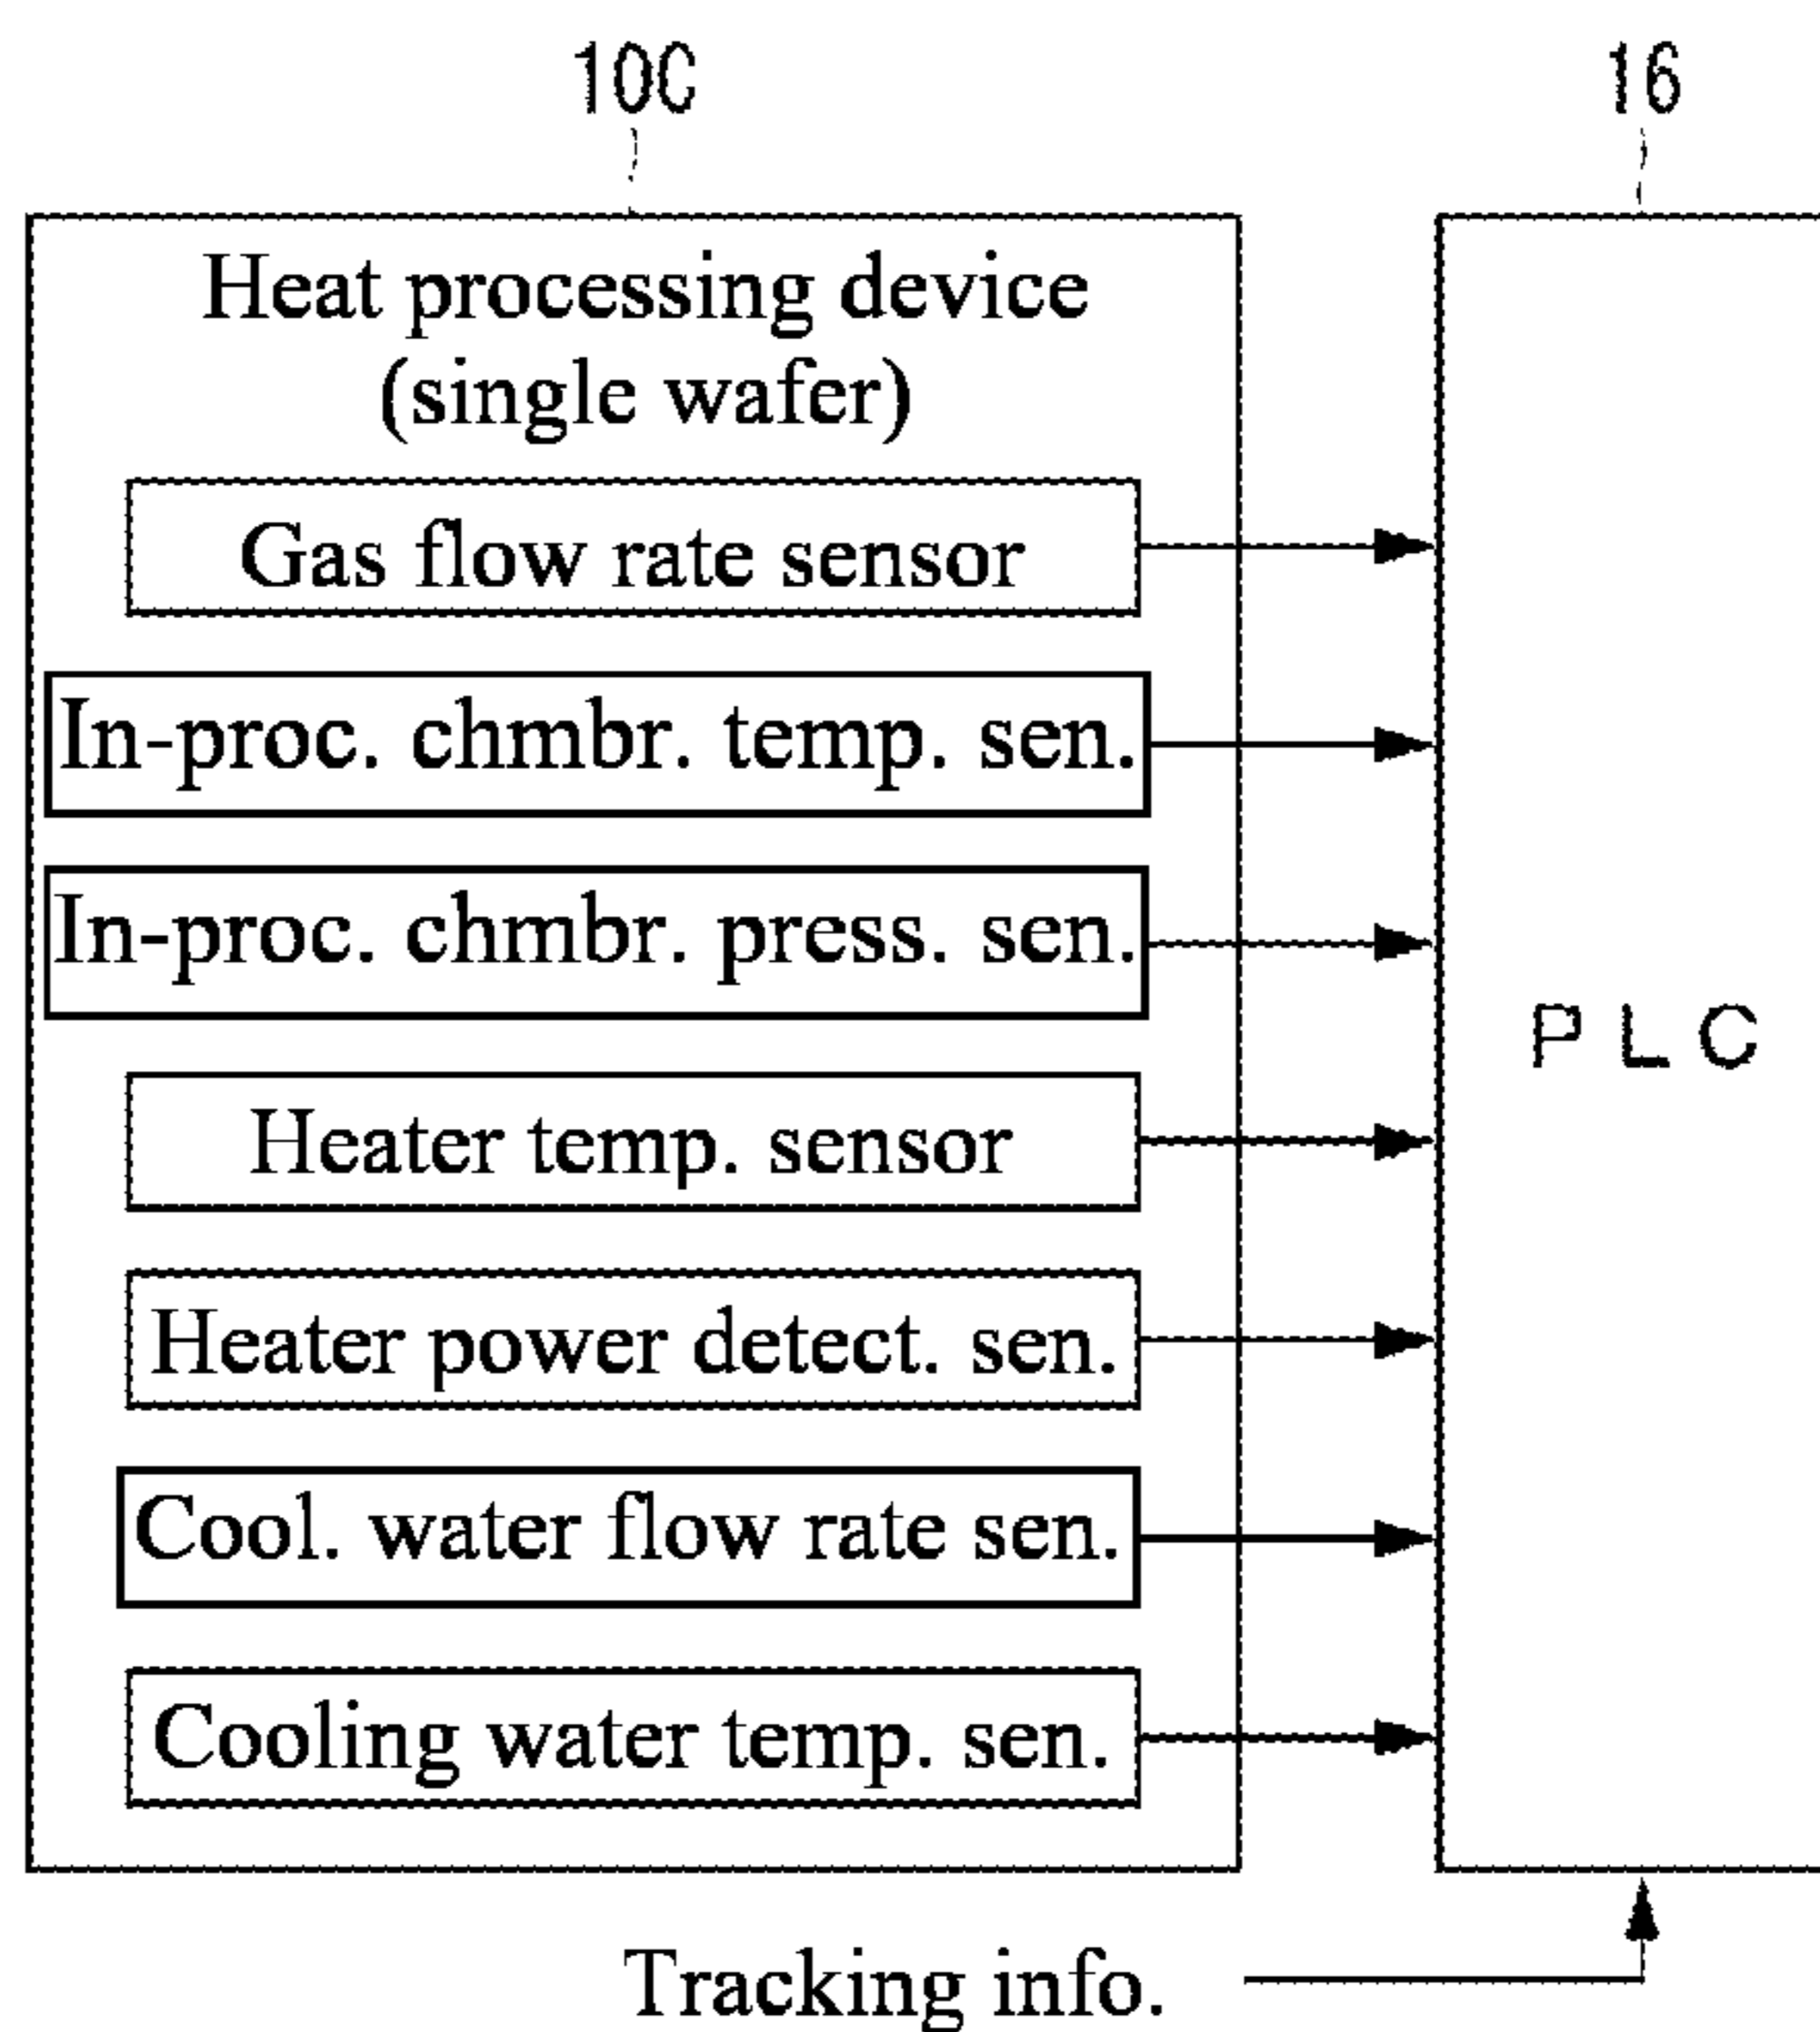 10C
16
Heat processing device
(single wafer)
Gas flow rate sensor
In-proc. chmbr. temp. sen.
In-proc. chmbr. press. sen.
Heater temp. sensor
Heater power detect. sen.
Cool. water flow rate sen.
Cooling water temp. sen.
PLC
Tracking info.